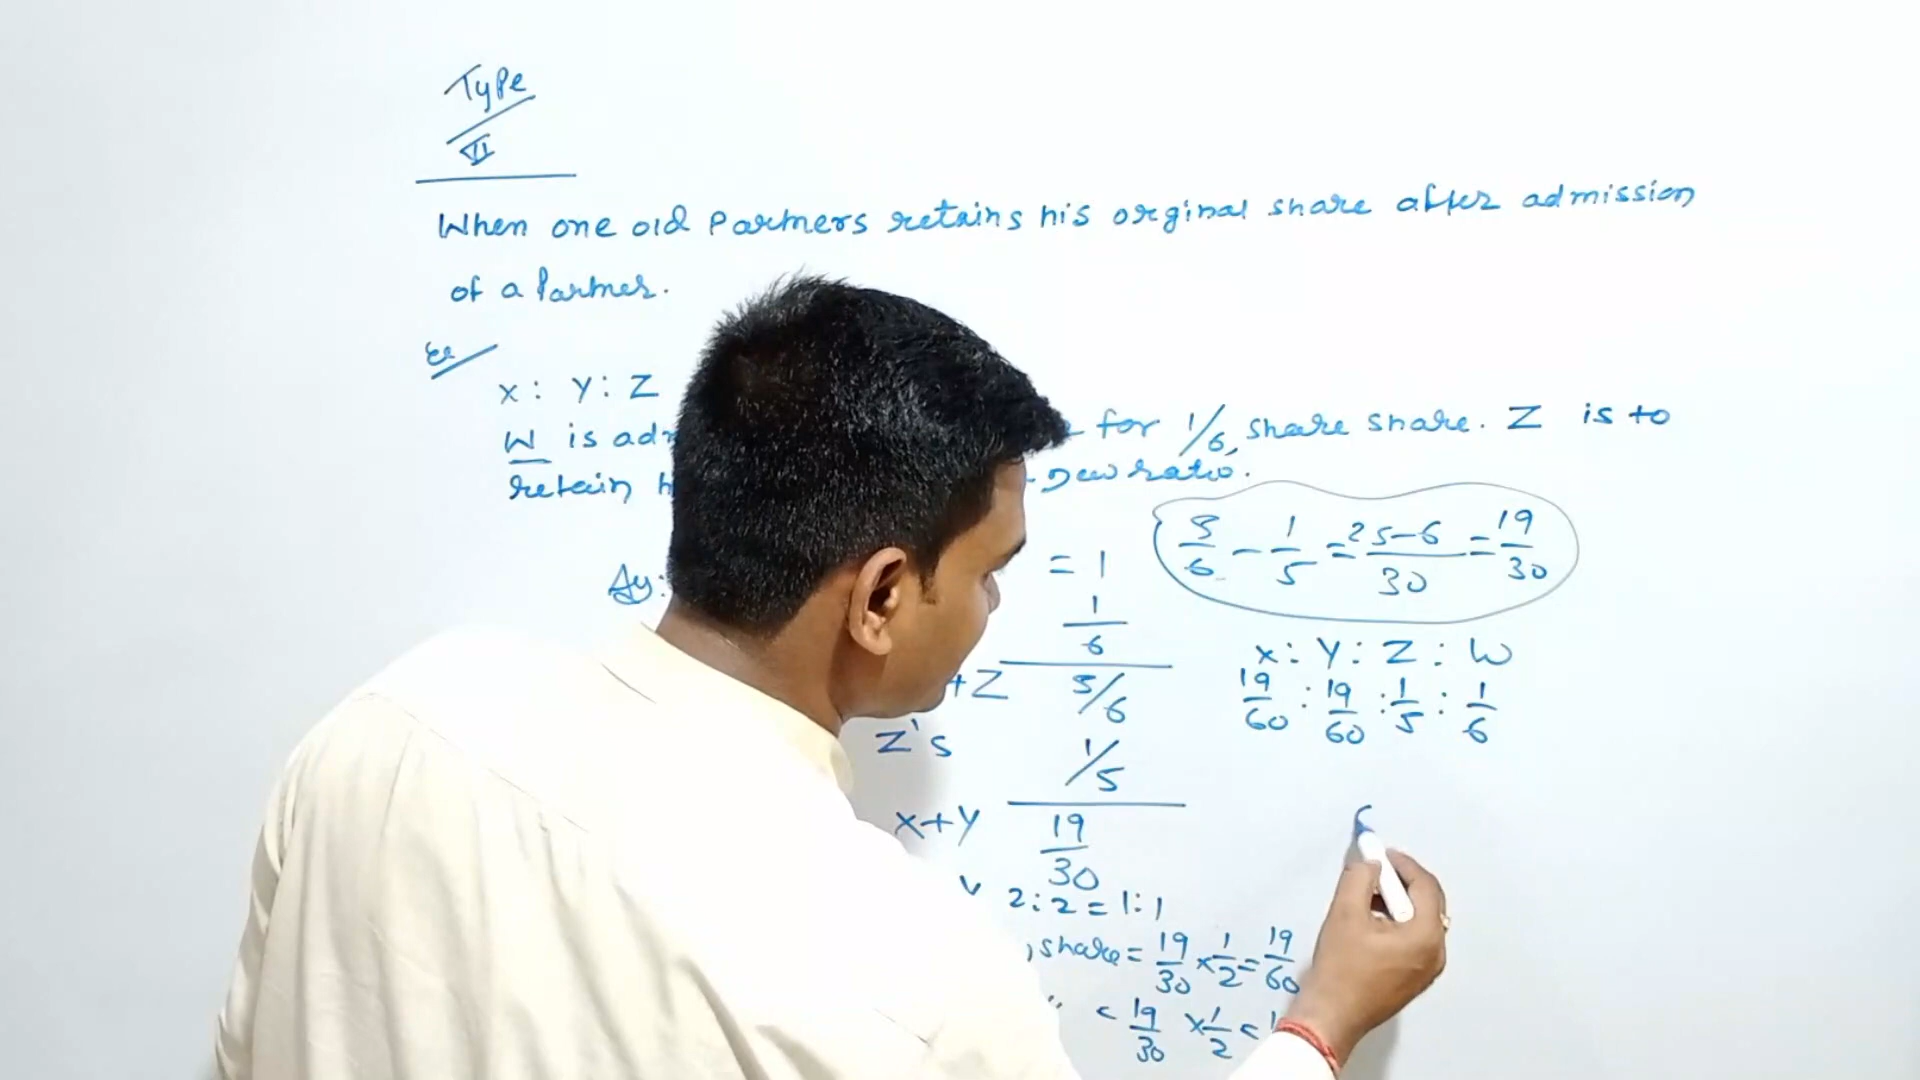 Type
VI
When one old Partners retains his orginal share after admission
of a Partner.
Ex
X : Y : Z
W is adm for 1/6, share share. Z is to
retain h new ratio.
5/6 - 1/5 = 25-6/30 = 19/30
= 1
1/6
+Z 5/6
X : Y : Z : W
19/60 : 19/60 : 1/5 : 1/6
Z's 1/5
X+Y 19/30
2:2 = 1:1
share = 19/30 × 1/2 = 19/60
" = 19/30 × 1/2 =